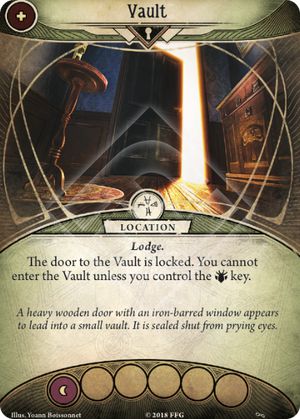 Vault
LOCATION
Lodge.
The door to the Vault is locked. You cannot
enter the Vault unless you control the key.
A heavy wooden door with an iron-barred window appears
to lead into a small vault. It is sealed shut from prying eyes.
Illus. Yoann Boissonnet
© 2018 FFG